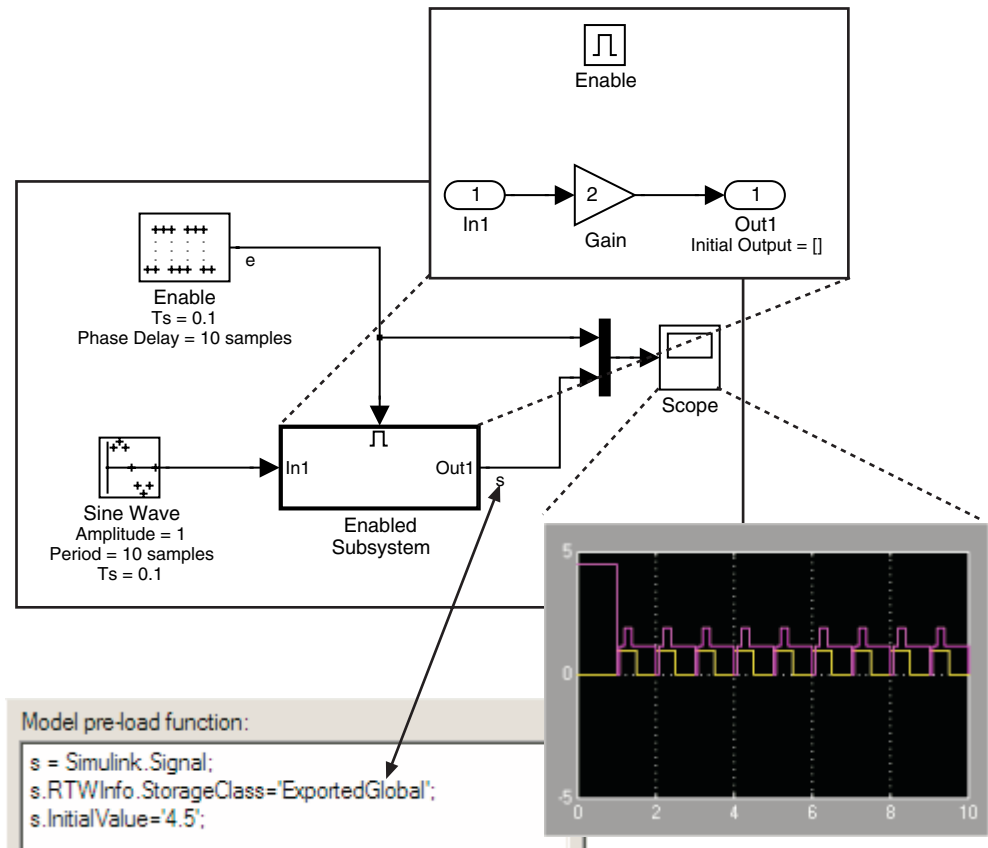 Enable
1
2
1
In1
Gain
Out1
Initial Output = []
e
Enable
Ts = 0.1
Phase Delay = 10 samples
Scope
In1
Out1
s
Sine Wave
Amplitude = 1
Period = 10 samples
Ts = 0.1
Enabled
Subsystem
5
0
-5
0
2
4
6
8
10
Model pre-load function:
s = Simulink.Signal;
s.RTWInfo.StorageClass='ExportedGlobal';
s.InitialValue='4.5';